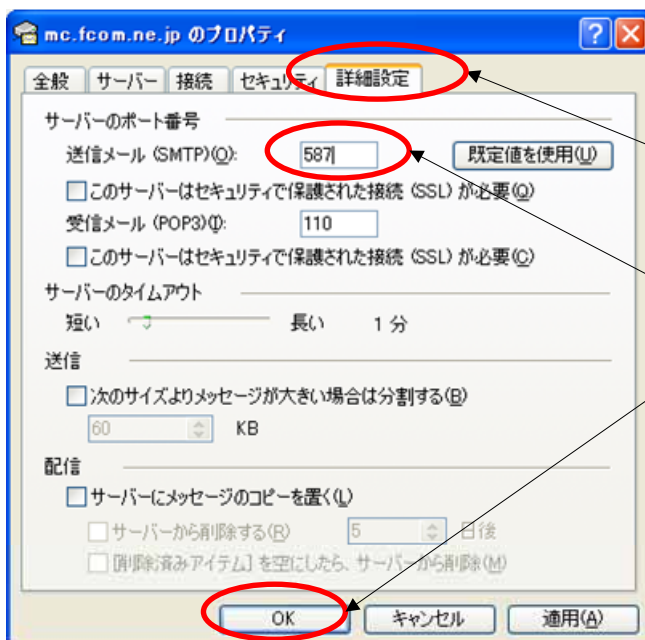 mc.fcom.ne.jp のプロパティ
全般 サーバー 接続 セキュリティ 詳細設定
サーバーのポート番号
送信メール (SMTP)(O): 587 既定値を使用(U)
このサーバーはセキュリティで保護された接続 (SSL) が必要(Q)
受信メール (POP3)(I): 110
このサーバーはセキュリティで保護された接続 (SSL) が必要(C)
サーバーのタイムアウト
短い 長い 1 分
送信
次のサイズよりメッセージが大きい場合は分割する(B)
60 KB
配信
サーバーにメッセージのコピーを置く(L)
サーバーから削除する(R) 5 日後
[削除済みアイテム] を空にしたら、サーバーから削除(M)
OK キャンセル 適用(A)